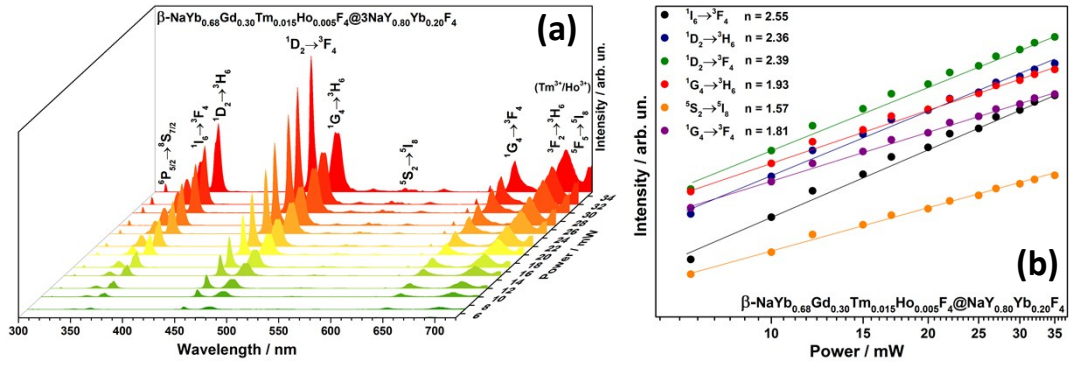 β-NaYb0.68Gd0.30Tm0.015Ho0.005F4@3NaY0.80Yb0.20F4
(a)
6P5/2→8S7/2
1I6→3F4
1D2→3H6
1D2→3F4
1G4→3H6
5S2→5I8
1G4→3F4
(Tm3+/Ho3+)
3F2→3H6
5F5→5I8
Intensity / arb. un.
Power / mW
300 350 400 450 500 550 600 650 700
Wavelength / nm
1I6→3F4 n = 2.55
1D2→3H6 n = 2.36
1D2→3F4 n = 2.39
1G4→3H6 n = 1.93
5S2→5I8 n = 1.57
1G4→3F4 n = 1.81
Intensity / arb. un.
(b)
β-NaYb0.68Gd0.30Tm0.015Ho0.005F4@NaY0.80Yb0.20F4
10 15 20 25 30 35
Power / mW